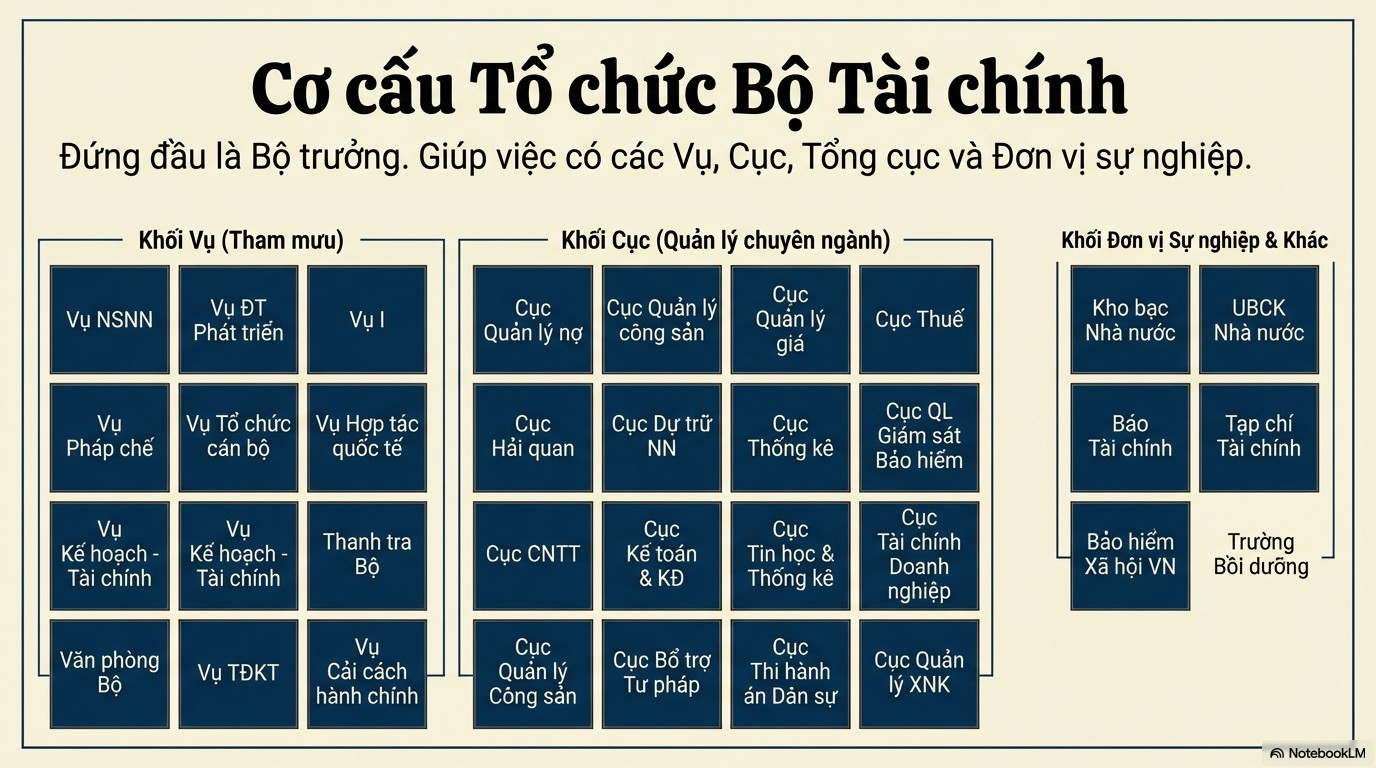 Cơ cấu Tổ chức Bộ Tài chính
Đứng đầu là Bộ trưởng. Giúp việc có các Vụ, Cục, Tổng cục và Đơn vị sự nghiệp.
Khối Vụ (Tham mưu)
Vụ NSNN
Vụ ĐT
Phát triển
Vụ I
Vụ
Pháp chế
Vụ Tổ chức
cán bộ
Vụ Hợp tác
quốc tế
Vụ
Kế hoạch -
Tài chính
Vụ
Kế hoạch -
Tài chính
Thanh tra
Bộ
Văn phòng
Bộ
Vụ TĐKT
Vụ
Cải cách
hành chính
Khối Cục (Quản lý chuyên ngành)
Cục
Quản lý nợ
Cục Quản lý
công sản
Cục
Quản lý
giá
Cục Thuế
Cục
Hải quan
Cục Dự trữ
NN
Cục
Thống kê
Cục QL
Giám sát
Bảo hiểm
Cục CNTT
Cục
Kế toán
& KĐ
Cục
Tin học &
Thống kê
Cục
Tài chính
Doanh
nghiệp
Cục
Quản lý
Công sản
Cục Bổ trợ
Tư pháp
Cục
Thi hành
án Dân sự
Cục Quản
lý XNK
Khối Đơn vị Sự nghiệp & Khác
Kho bạc
Nhà nước
UBCK
Nhà nước
Báo
Tài chính
Tạp chí
Tài chính
Bảo hiểm
Xã hội VN
Trường
Bồi dưỡng
NotebookLM